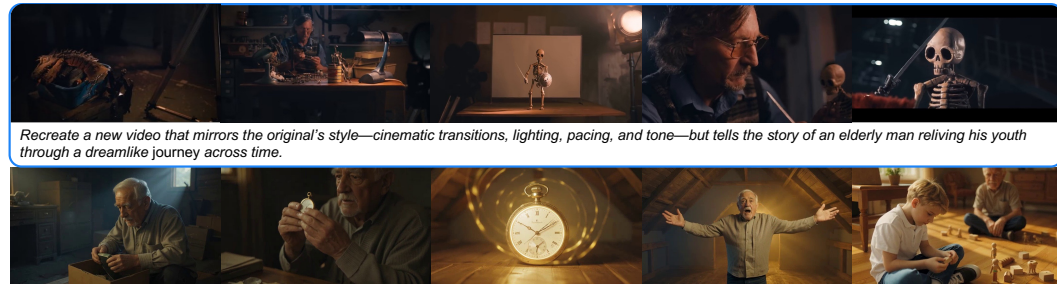 Recreate a new video that mirrors the original's style—cinematic transitions, lighting, pacing, and tone—but tells the story of an elderly man reliving his youth
through a dreamlike journey across time.